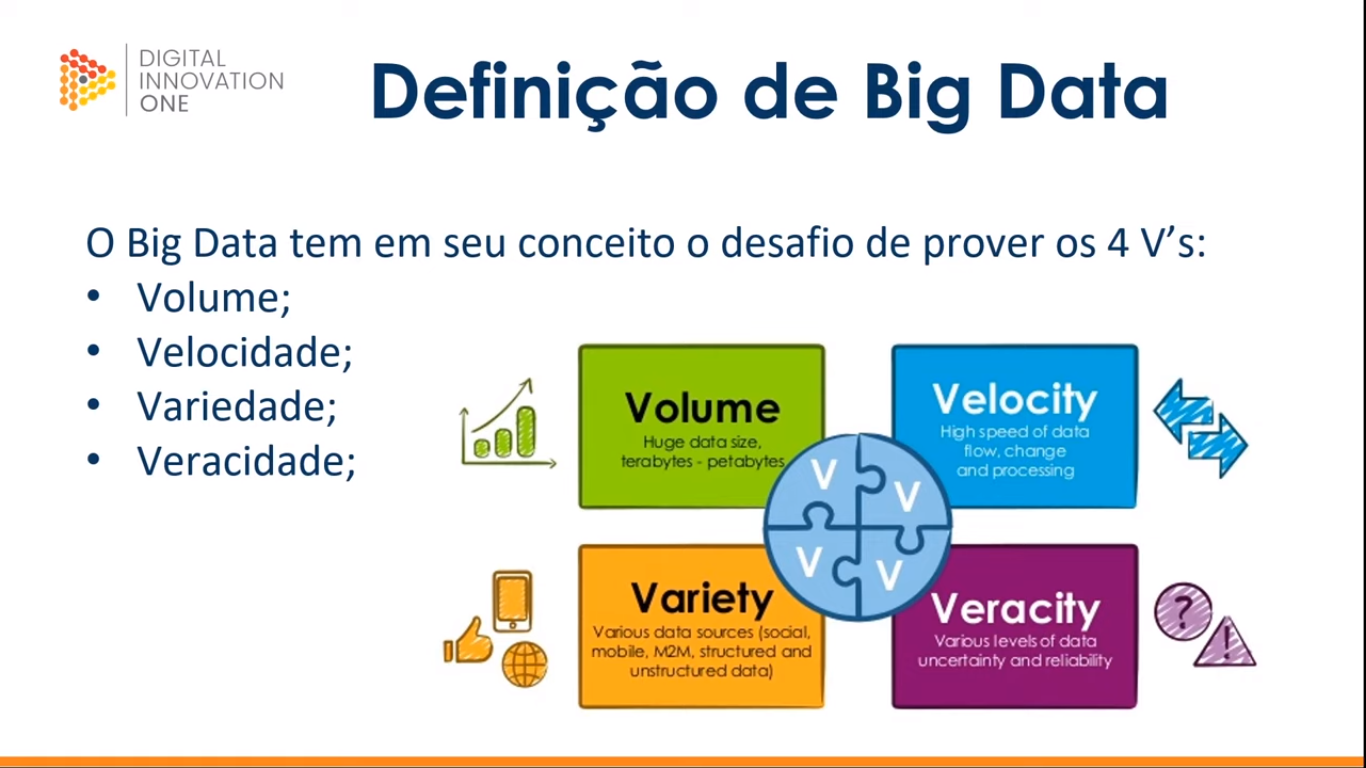 DIGITAL
INNOVATION
ONE
Definição de Big Data
O Big Data tem em seu conceito o desafio de prover os 4 V’s:
• Volume;
• Velocidade;
• Variedade;
• Veracidade;
Volume
Huge data size,
terabytes - petabytes
Velocity
High speed of data
flow, change
and processing
V
V
V
V
Variety
Various data sources (social,
mobile, M2M, structured and
unstructured data)
Veracity
Various levels of data
uncertainty and reliability
?
!